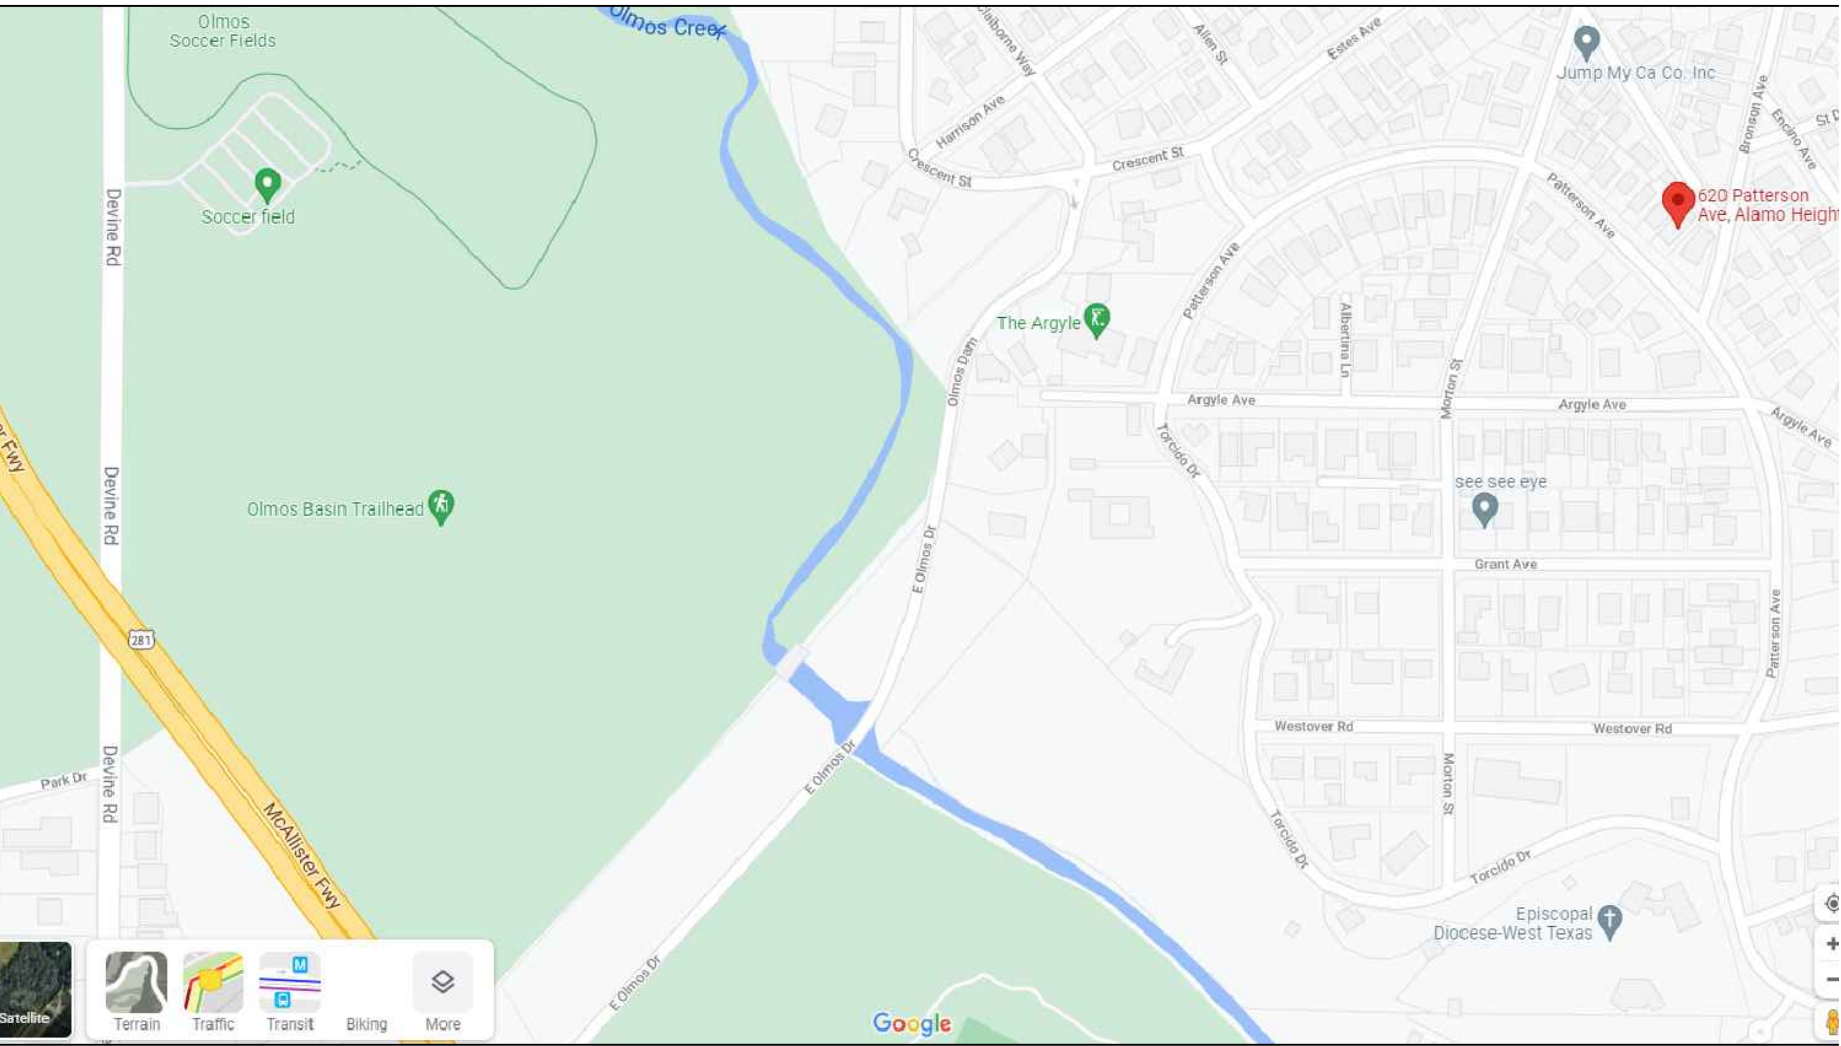 Olmos
Soccer Fields
Olmos Creek
Claiborne Way
Allen St
Estes Ave
Jump My Ca Co. Inc
Bronson Ave
Encino Ave
Harrison Ave
Crescent St
Crescent St
Devine Rd
Soccer field
Patterson Ave
620 Patterson
Ave, Alamo Height
Patterson Ave
The Argyle
Olmos Dam
Albertina Ln
Morton St
Argyle Ave
Argyle Ave
Argyle Ave
Torcido Dr
er Fwy
Devine Rd
Olmos Basin Trailhead
see see eye
E Olmos Dr
Grant Ave
281
Patterson Ave
Westover Rd
Westover Rd
Devine Rd
Park Dr
E Olmos Dr
Morton St
McAllister Fwy
Torcido Dr
Torcido Dr
Episcopal
Diocese-West Texas
E Olmos Dr
M
Satellite
Terrain
Traffic
Transit
Biking
More
Google